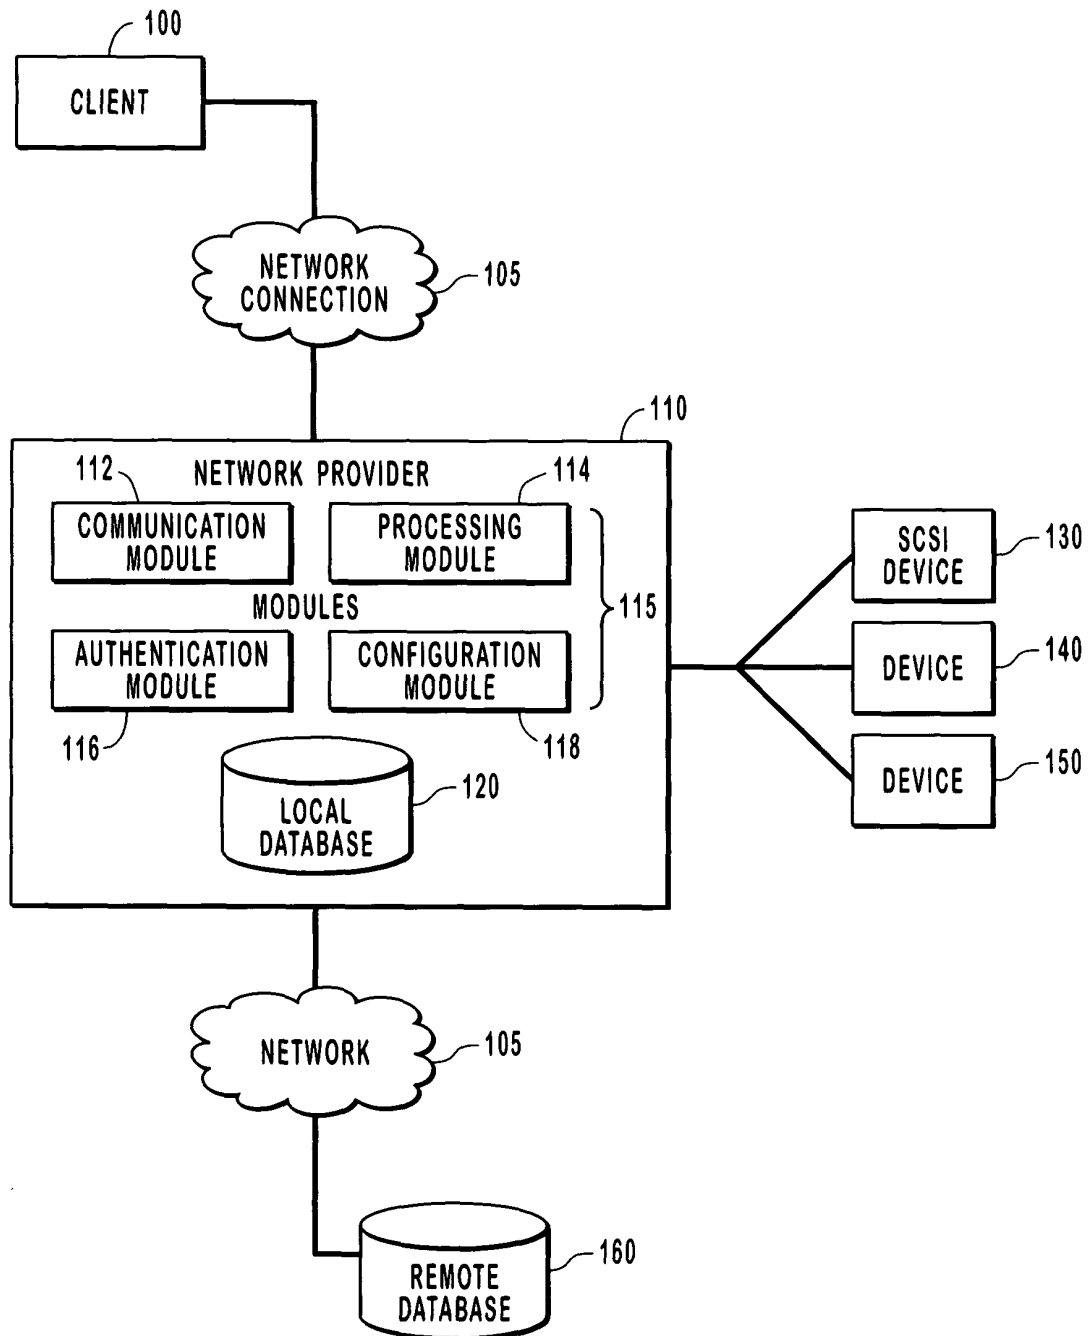 100
CLIENT
NETWORK
CONNECTION
105
110
NETWORK PROVIDER
112
114
COMMUNICATION
MODULE
PROCESSING
MODULE
MODULES
115
AUTHENTICATION
MODULE
CONFIGURATION
MODULE
116
118
LOCAL
DATABASE
120
SCSI
DEVICE
130
DEVICE
140
DEVICE
150
NETWORK
105
REMOTE
DATABASE
160